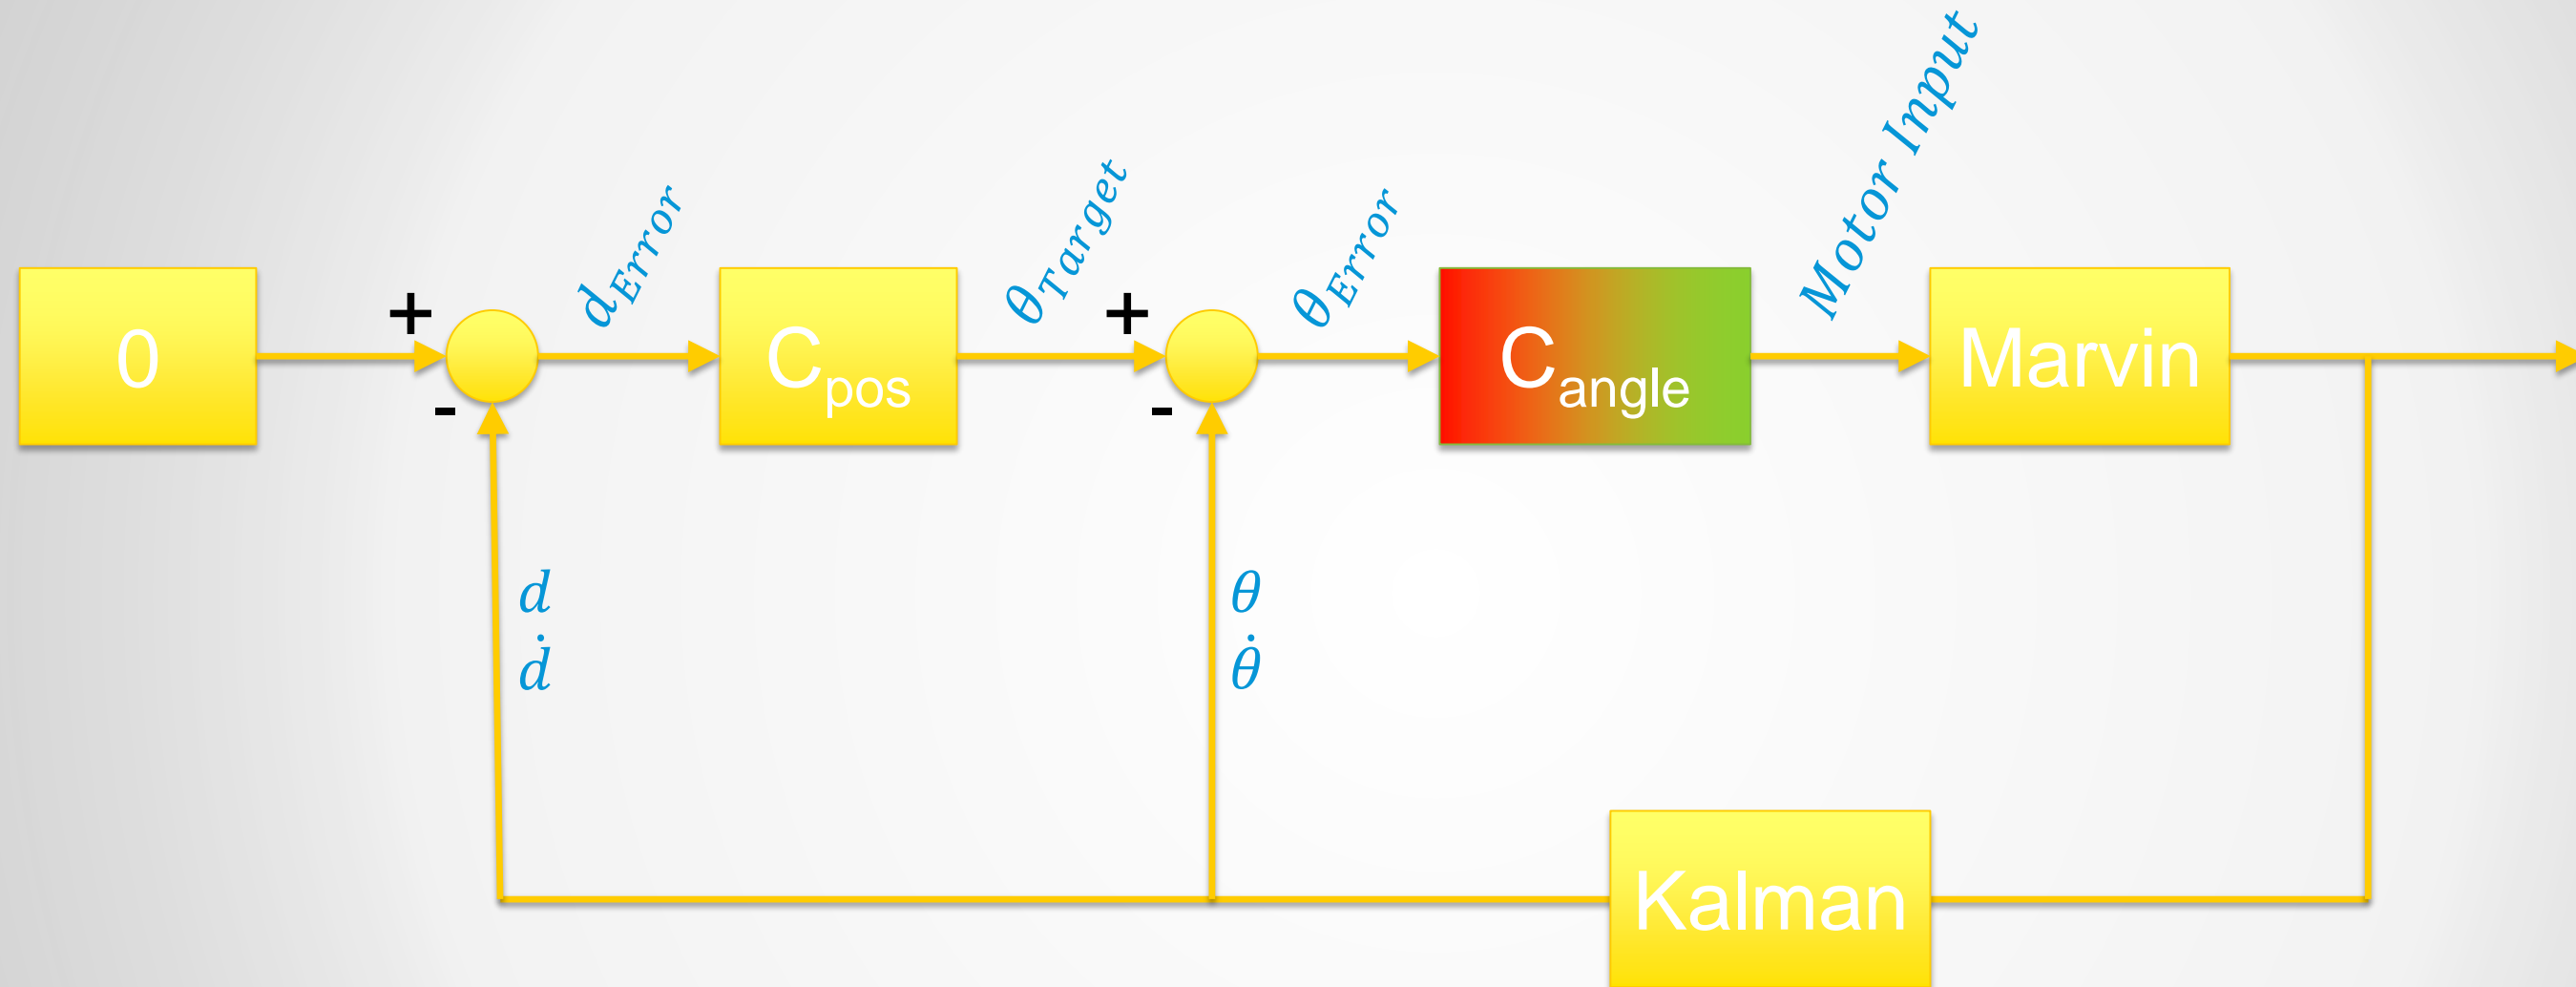 0
+
-
d_Error
C_pos
θ_Target
+
-
θ_Error
C_angle
Motor Input
Marvin
d
ḋ
θ
θ̇
Kalman